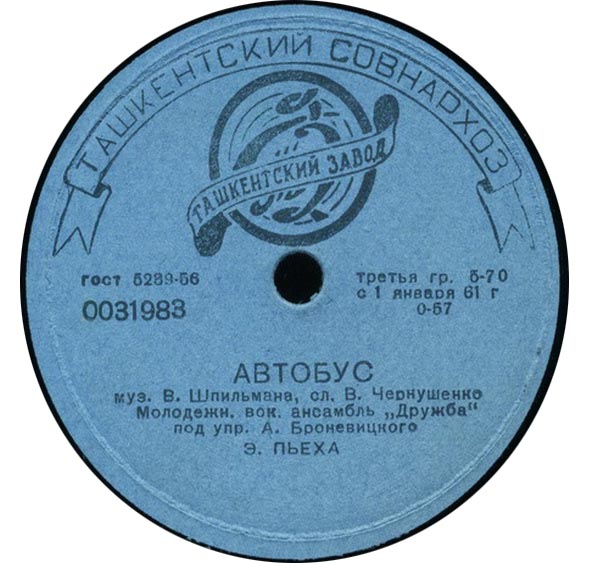 ТАШКЕНТСКИЙ СОВНАРХОЗ
ТАШКЕНТСКИЙ ЗАВОД
ГОСТ 5289-56
0031983
третья гр. 5-70
с 1 января 61 г
0-57
АВТОБУС
муз. В. Шпильмана, сл. В. Чернушенко
Молодежн. вок. ансамбль „Дружба“
под упр. А. Броневицкого
Э. ПЬЕХА